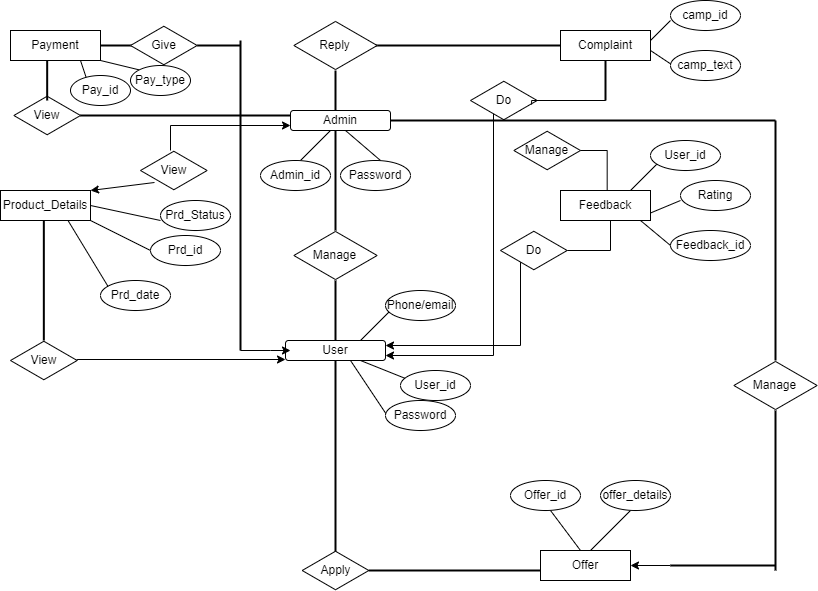 camp_id
Payment
Give
Reply
Complaint
camp_text
Pay_id
Pay_type
Do
View
Admin
Manage
User_id
View
Admin_id
Password
Rating
Product_Details
Feedback
Prd_Status
Prd_id
Do
Feedback_id
Manage
Prd_date
Phone/email
User
View
User_id
Manage
Password
Offer_id
offer_details
Apply
Offer